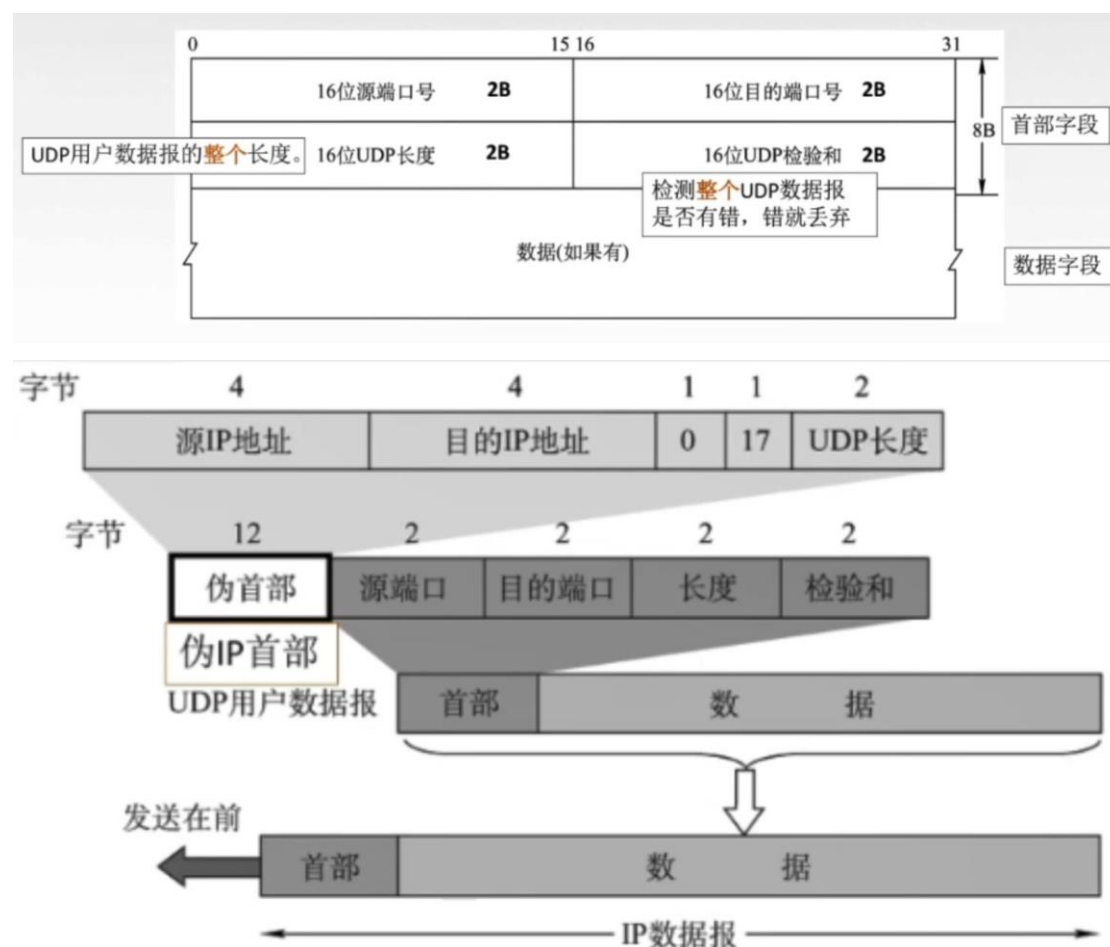 0 15 16 31
16位源端口号 2B 16位目的端口号 2B
8B 首部字段
UDP用户数据报的整个长度。 16位UDP长度 2B 16位UDP检验和 2B
检测整个UDP数据报
是否有错，错就丢弃
数据(如果有) 数据字段
字节 4 4 1 1 2
源IP地址 目的IP地址 0 17 UDP长度
字节 12 2 2 2 2
伪首部 源端口 目的端口 长度 检验和
伪IP首部
UDP用户数据报 首部 数 据
发送在前
首部 数 据
IP数据报